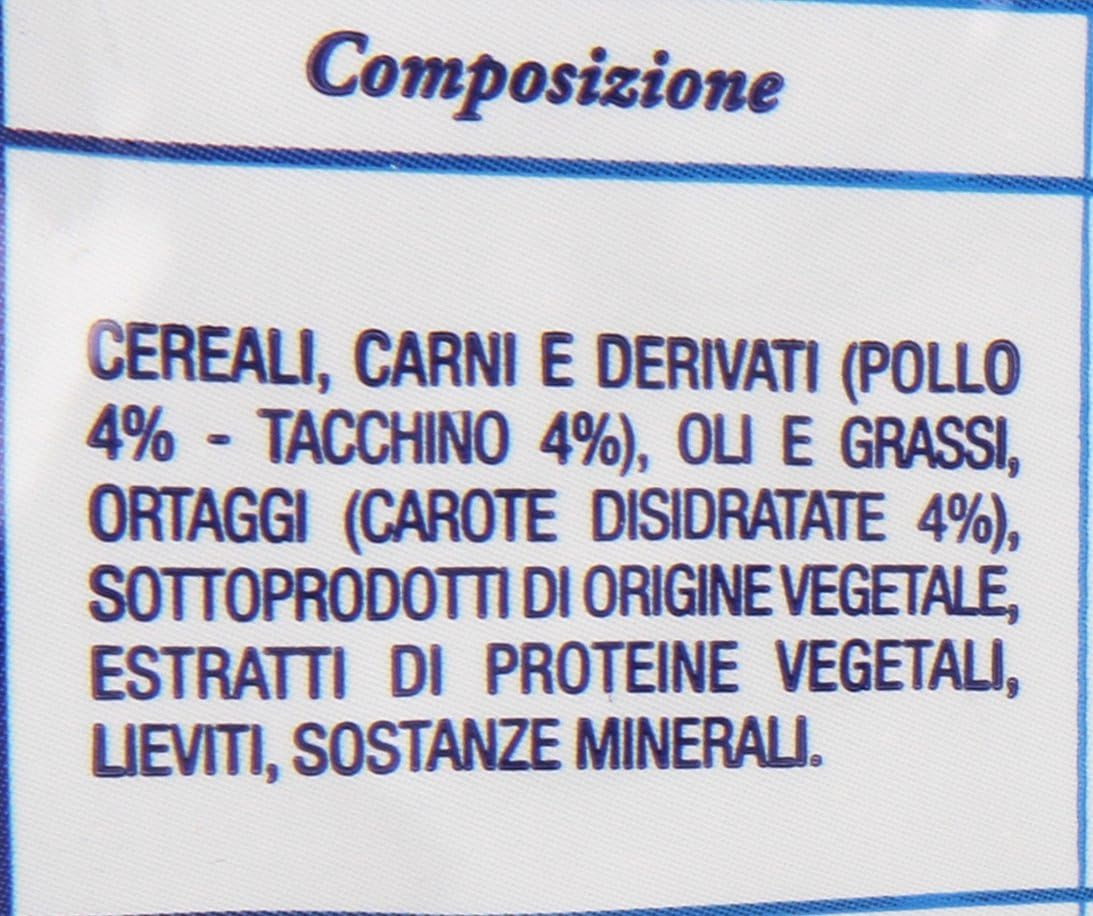 Composizione
CEREALI, CARNI E DERIVATI (POLLO
4% - TACCHINO 4%), OLI E GRASSI,
ORTAGGI (CAROTE DISIDRATATE 4%),
SOTTOPRODOTTI DI ORIGINE VEGETALE,
ESTRATTI DI PROTEINE VEGETALI,
LIEVITI, SOSTANZE MINERALI.